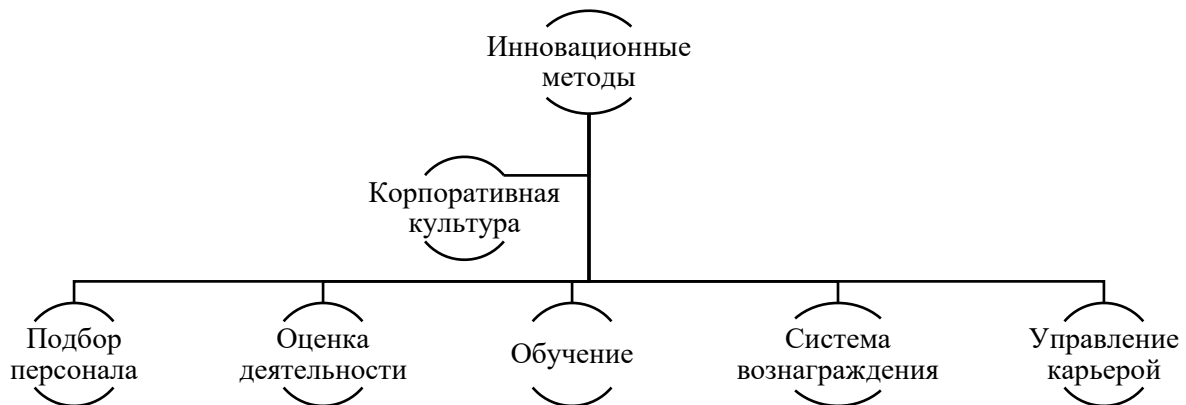 Инновационные
методы
Корпоративная
культура
Подбор
персонала
Оценка
деятельности
Обучение
Система
вознаграждения
Управление
карьерой